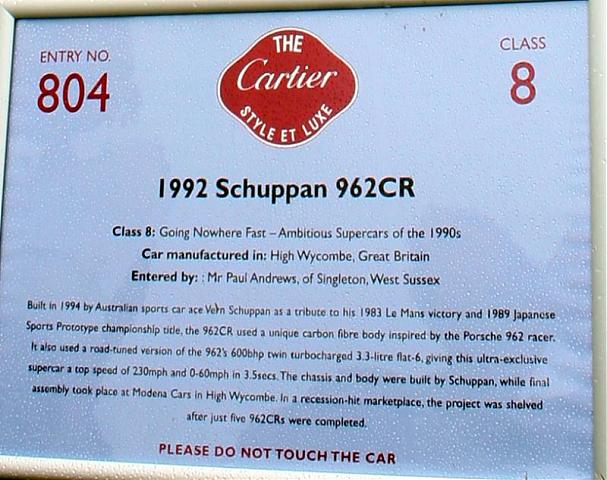 ENTRY NO.
804
THE
Cartier
STYLE ET LUXE
CLASS
8
1992 Schuppan 962CR
Class 8: Going Nowhere Fast – Ambitious Supercars of the 1990s
Car manufactured in: High Wycombe, Great Britain
Entered by: : Mr Paul Andrews, of Singleton, West Sussex
Built in 1994 by Australian sports car ace Vern Schuppan as a tribute to his 1983 Le Mans victory and 1989 Japanese
Sports Prototype championship title, the 962CR used a unique carbon fibre body inspired by the Porsche 962 racer.
It also used a road-tuned version of the 962's 600bhp twin turbocharged 3.3-litre flat-6, giving this ultra-exclusive
supercar a top speed of 230mph and 0-60mph in 3.5secs. The chassis and body were built by Schuppan, while final
assembly took place at Modena Cars in High Wycombe. In a recession-hit marketplace, the project was shelved
after just five 962CRs were completed.
PLEASE DO NOT TOUCH THE CAR